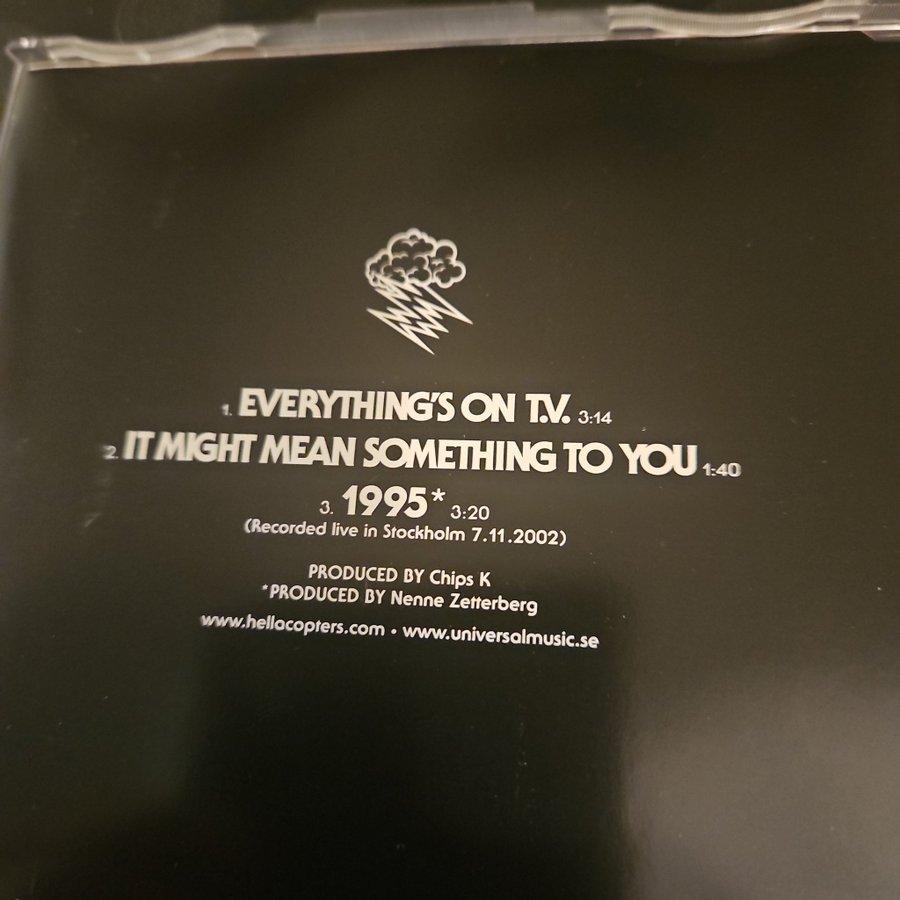 1. EVERYTHING'S ON T.V. 3:14
2. IT MIGHT MEAN SOMETHING TO YOU 1:40
3. 1995* 3:20
(Recorded live in Stockholm 7.11.2002)
PRODUCED BY Chips K
*PRODUCED BY Nenne Zetterberg
www.hellacopters.com • www.universalmusic.se